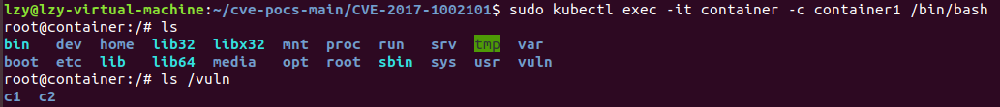 lzy@lzy-virtual-machine:~/cve-pocs-main/CVE-2017-1002101$ sudo kubectl exec -it container -c container1 /bin/bash
root@container:/# ls
bin dev home lib32 libx32 mnt proc run srv tmp var
boot etc lib lib64 media opt root sbin sys usr vuln
root@container:/# ls /vuln
c1 c2